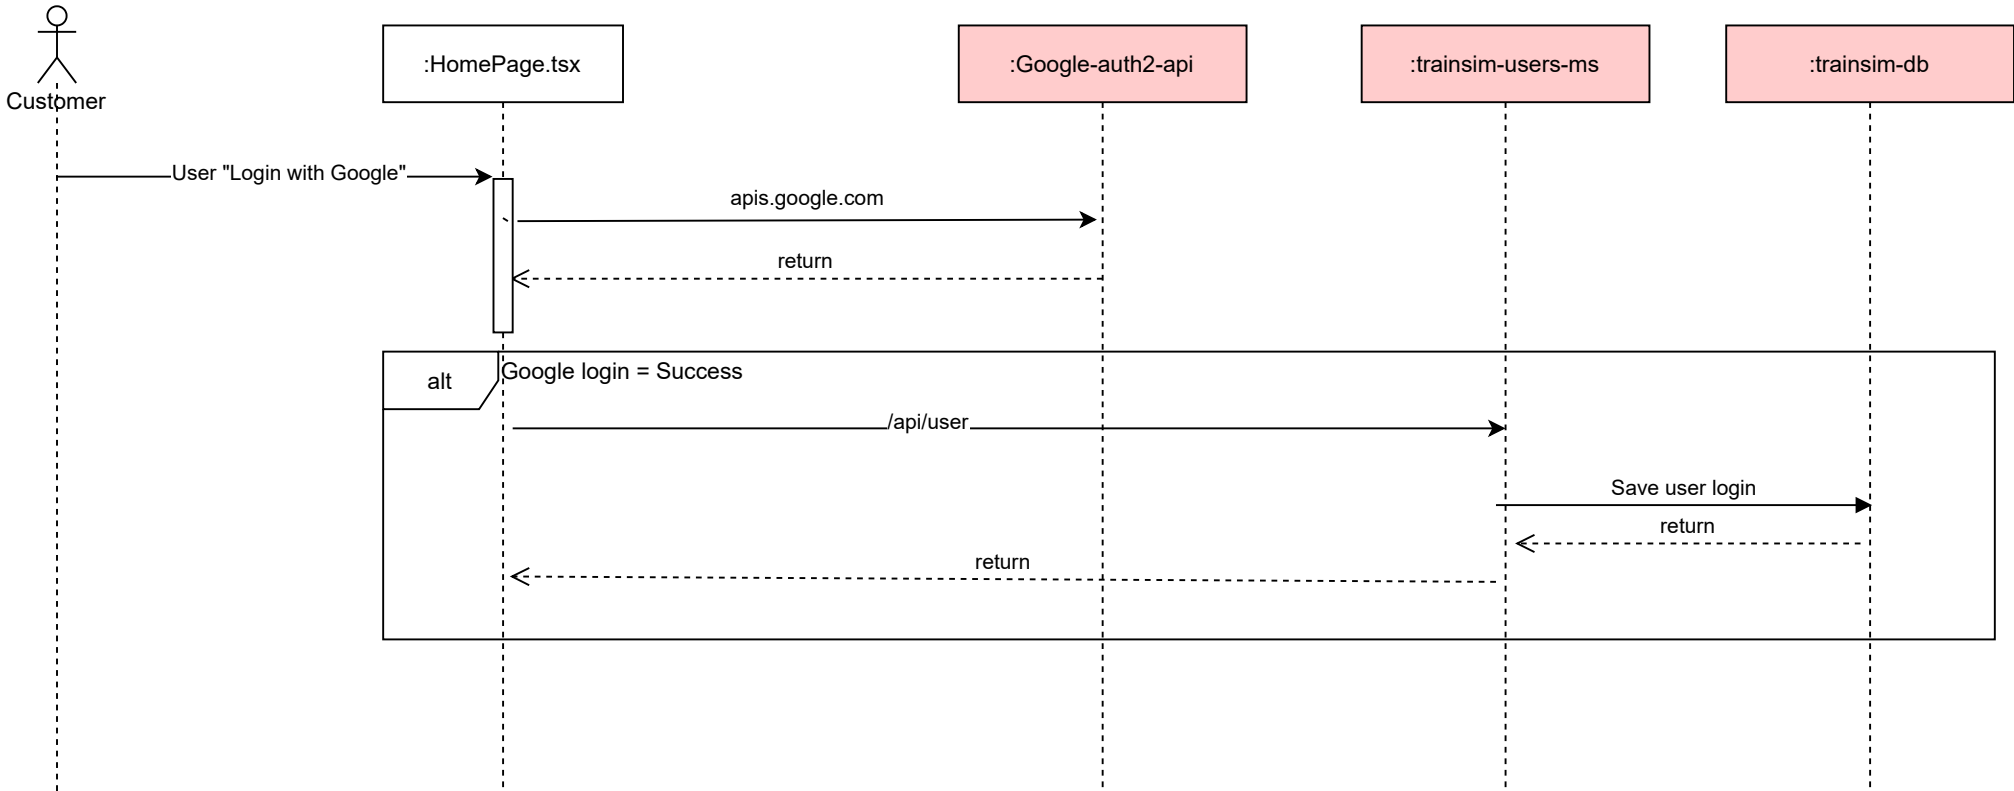 :HomePage.tsx
:Google-auth2-api
:trainsim-users-ms
:trainsim-db
Customer
User "Login with Google"
apis.google.com
return
alt
Google login = Success
/api/user
Save user login
return
return